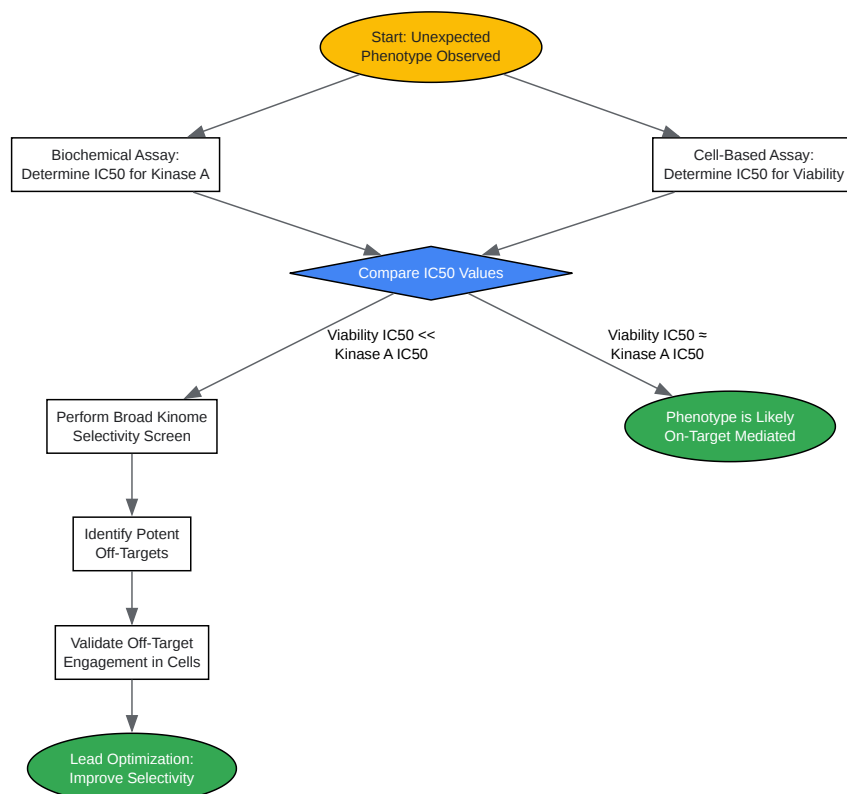 Start: Unexpected
Phenotype Observed
Biochemical Assay:
Determine IC50 for Kinase A
Cell-Based Assay:
Determine IC50 for Viability
Compare IC50 Values
Viability IC50 <<
Kinase A IC50
Viability IC50 ≈
Kinase A IC50
Perform Broad Kinome
Selectivity Screen
Phenotype is Likely
On-Target Mediated
Identify Potent
Off-Targets
Validate Off-Target
Engagement in Cells
Lead Optimization:
Improve Selectivity